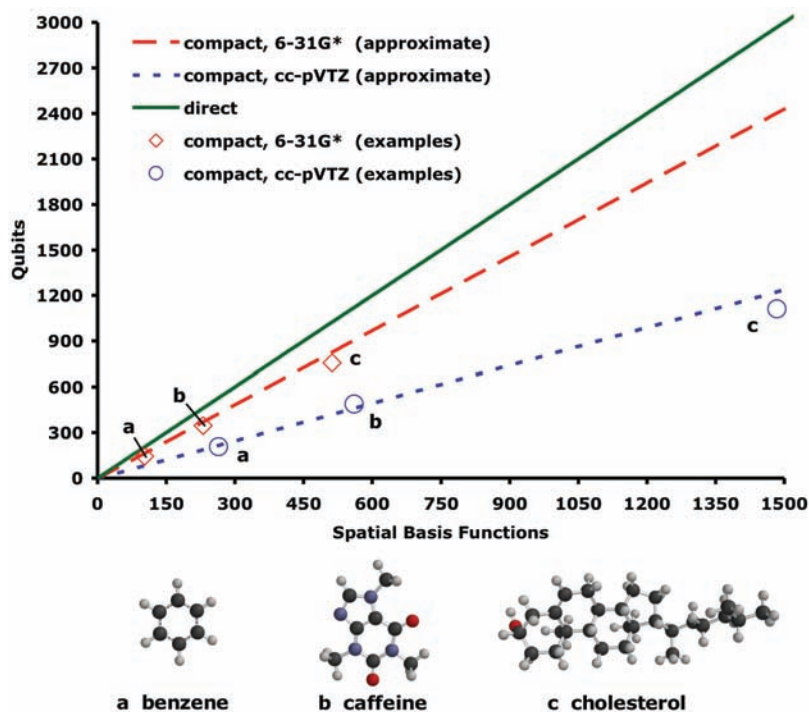 3000
2700
2400
2100
1800
1500
1200
900
600
300
0
Qubits
compact, 6-31G* (approximate)
compact, cc-pVTZ (approximate)
direct
compact, 6-31G* (examples)
compact, cc-pVTZ (examples)
a
b
c
a
b
c
0 150 300 450 600 750 900 1050 1200 1350 1500
Spatial Basis Functions
a benzene
b caffeine
c cholesterol